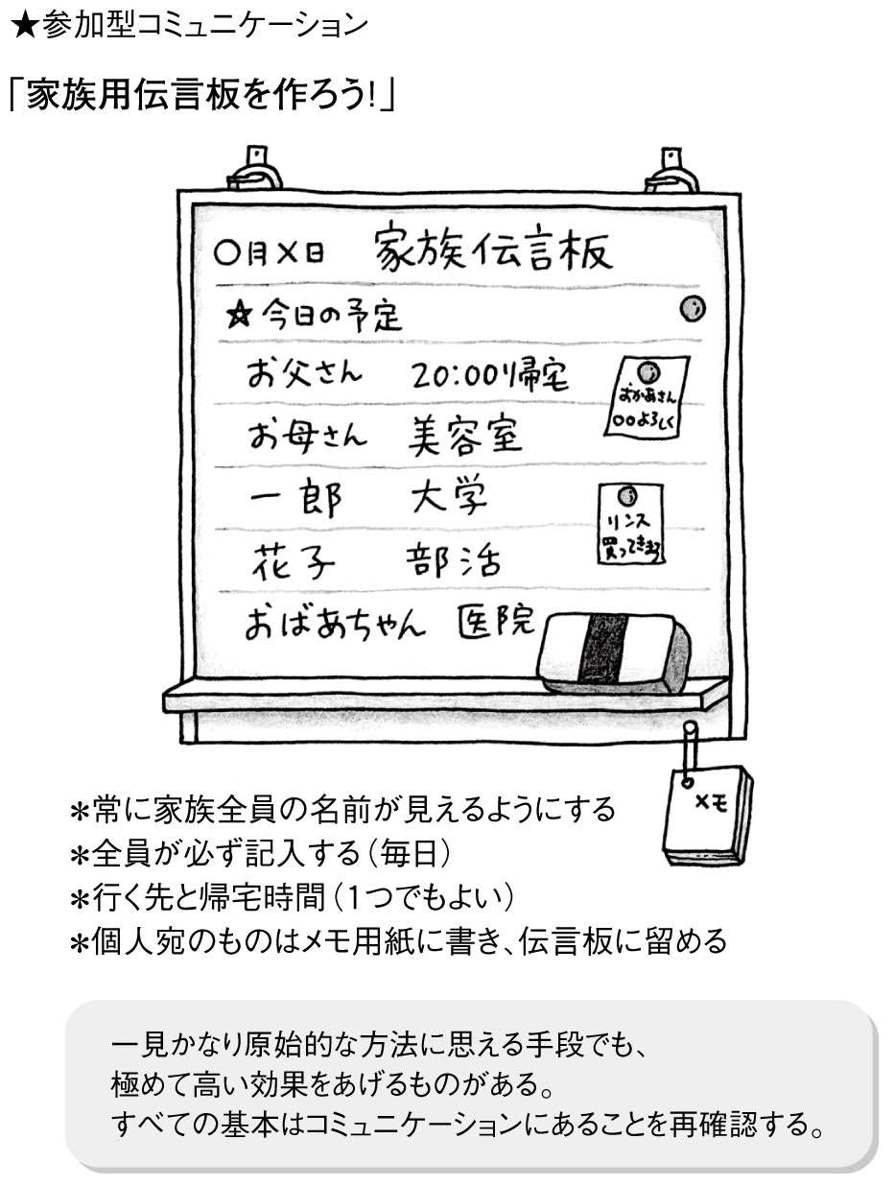 ★参加型コミュニケーション
「家族用伝言板を作ろう!」
〇月×日 家族伝言板
☆今日の予定
お父さん 20:00帰宅
お母さん 美容室
一郎 大学
花子 部活
おばあちゃん 医院
おかあさん
〇〇よろしく
リンス
買ってきまろ
メモ
＊常に家族全員の名前が見えるようにする
＊全員が必ず記入する（毎日）
＊行く先と帰宅時間（1つでもよい）
＊個人宛のものはメモ用紙に書き、伝言板に留める
一見かなり原始的な方法に思える手段でも、
極めて高い効果をあげるものがある。
すべての基本はコミュニケーションにあることを再確認する。